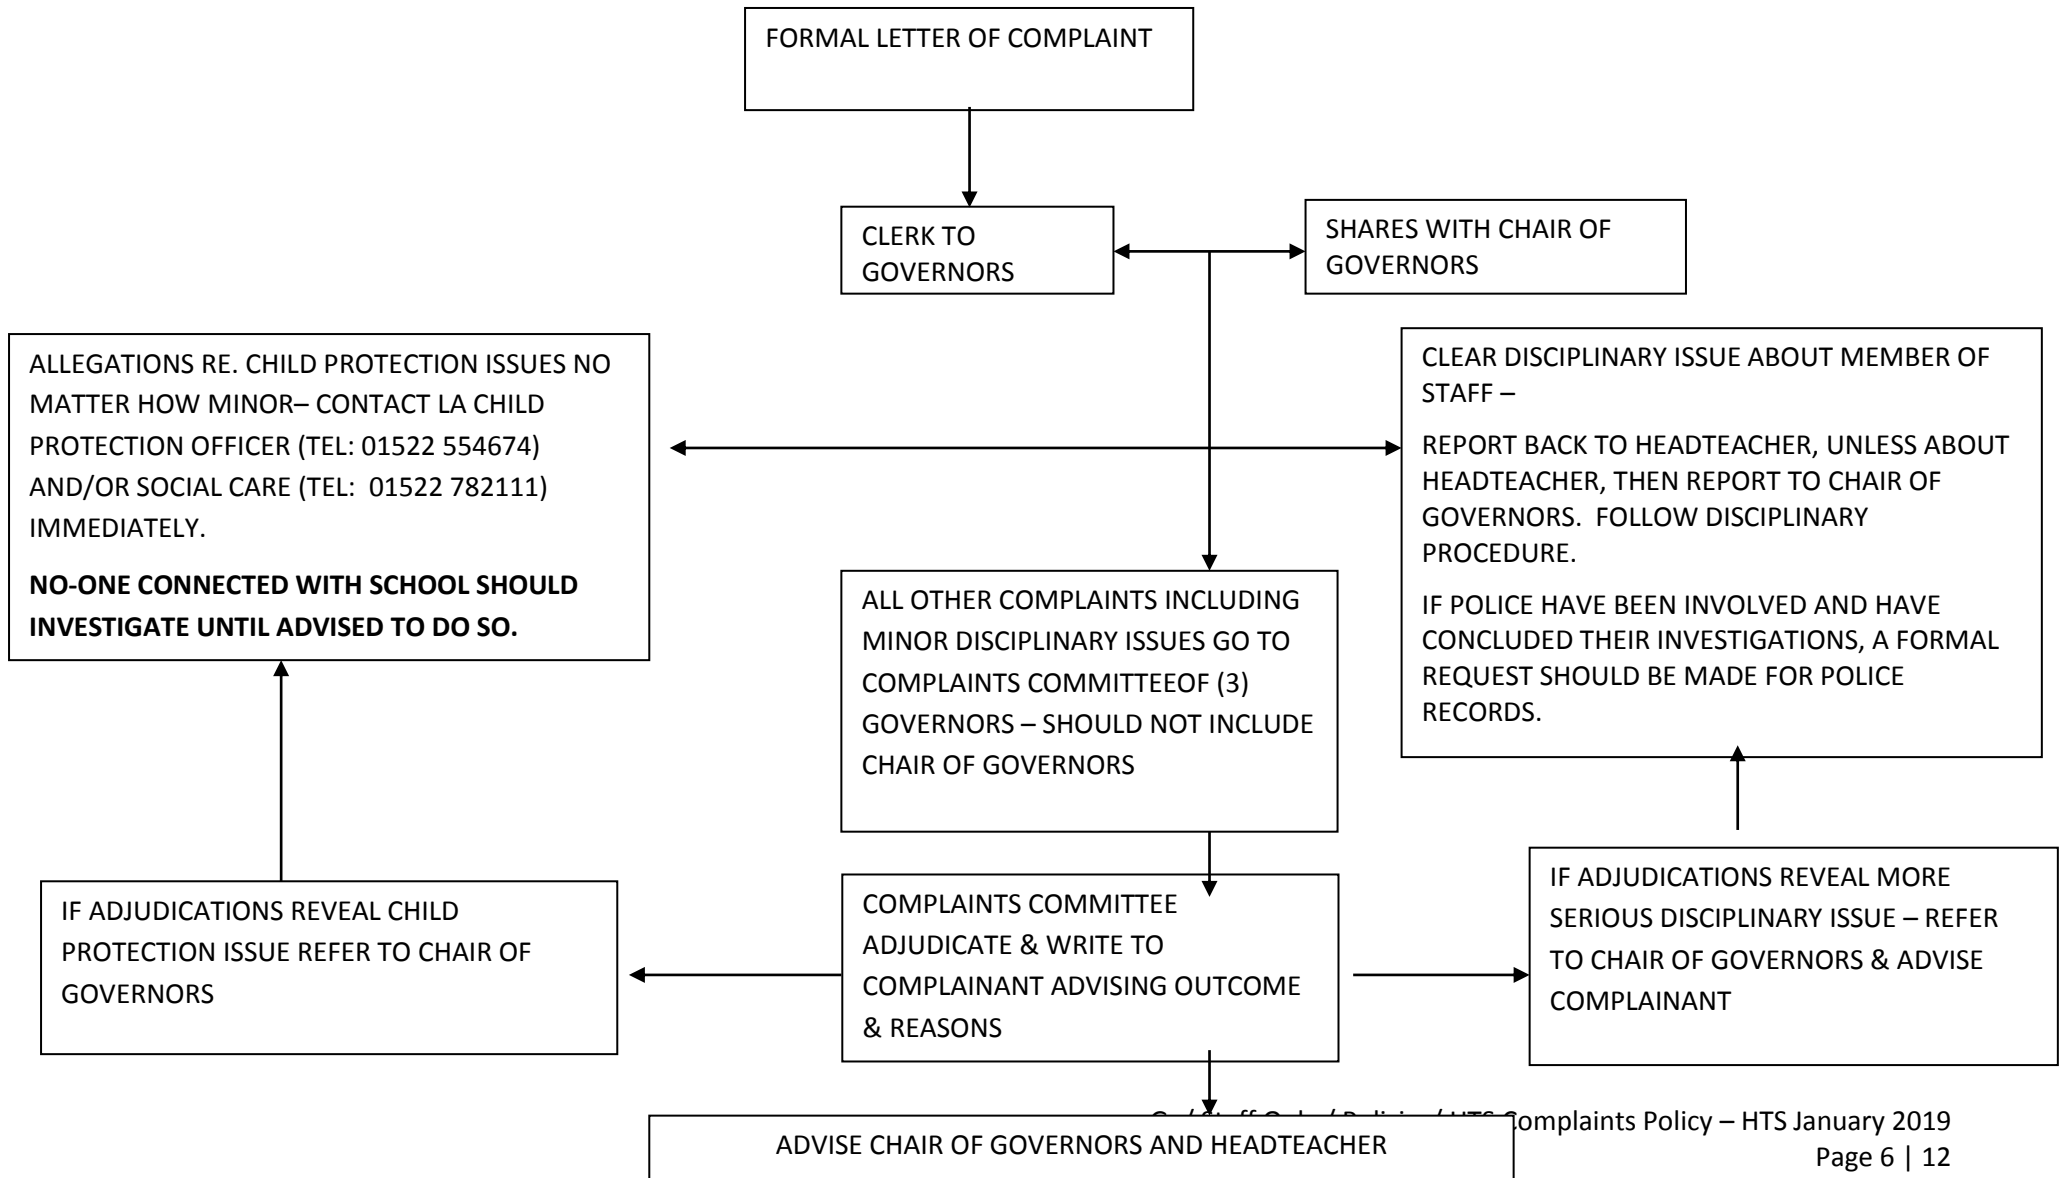 FORMAL LETTER OF COMPLAINT
CLERK TO
GOVERNORS
SHARES WITH CHAIR OF
GOVERNORS
ALLEGATIONS RE. CHILD PROTECTION ISSUES NO
MATTER HOW MINOR– CONTACT LA CHILD
PROTECTION OFFICER (TEL: 01522 554674)
AND/OR SOCIAL CARE (TEL:  01522 782111)
IMMEDIATELY.
NO-ONE CONNECTED WITH SCHOOL SHOULD
INVESTIGATE UNTIL ADVISED TO DO SO.
CLEAR DISCIPLINARY ISSUE ABOUT MEMBER OF
STAFF –
REPORT BACK TO HEADTEACHER, UNLESS ABOUT
HEADTEACHER, THEN REPORT TO CHAIR OF
GOVERNORS.  FOLLOW DISCIPLINARY
PROCEDURE.
IF POLICE HAVE BEEN INVOLVED AND HAVE
CONCLUDED THEIR INVESTIGATIONS, A FORMAL
REQUEST SHOULD BE MADE FOR POLICE
RECORDS.
ALL OTHER COMPLAINTS INCLUDING
MINOR DISCIPLINARY ISSUES GO TO
COMPLAINTS COMMITTEEOF (3)
GOVERNORS – SHOULD NOT INCLUDE
CHAIR OF GOVERNORS
IF ADJUDICATIONS REVEAL CHILD
PROTECTION ISSUE REFER TO CHAIR OF
GOVERNORS
COMPLAINTS COMMITTEE
ADJUDICATE & WRITE TO
COMPLAINANT ADVISING OUTCOME
& REASONS
IF ADJUDICATIONS REVEAL MORE
SERIOUS DISCIPLINARY ISSUE – REFER
TO CHAIR OF GOVERNORS & ADVISE
COMPLAINANT
Complaints Policy – HTS January 2019
ADVISE CHAIR OF GOVERNORS AND HEADTEACHER
Page 6 | 12